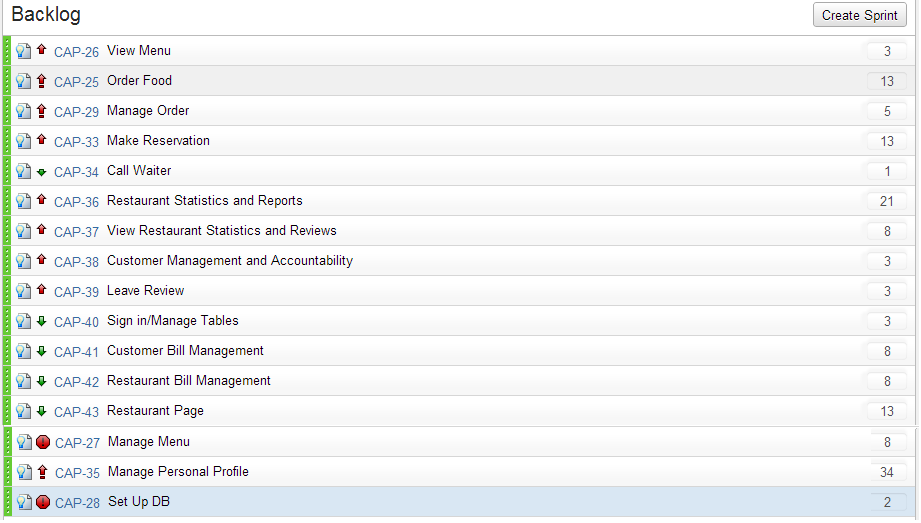 Backlog Create Sprint
CAP-26 View Menu 3
CAP-25 Order Food 13
CAP-29 Manage Order 5
CAP-33 Make Reservation 13
CAP-34 Call Waiter 1
CAP-36 Restaurant Statistics and Reports 21
CAP-37 View Restaurant Statistics and Reviews 8
CAP-38 Customer Management and Accountability 3
CAP-39 Leave Review 3
CAP-40 Sign in/Manage Tables 3
CAP-41 Customer Bill Management 8
CAP-42 Restaurant Bill Management 8
CAP-43 Restaurant Page 13
CAP-27 Manage Menu 8
CAP-35 Manage Personal Profile 34
CAP-28 Set Up DB 2